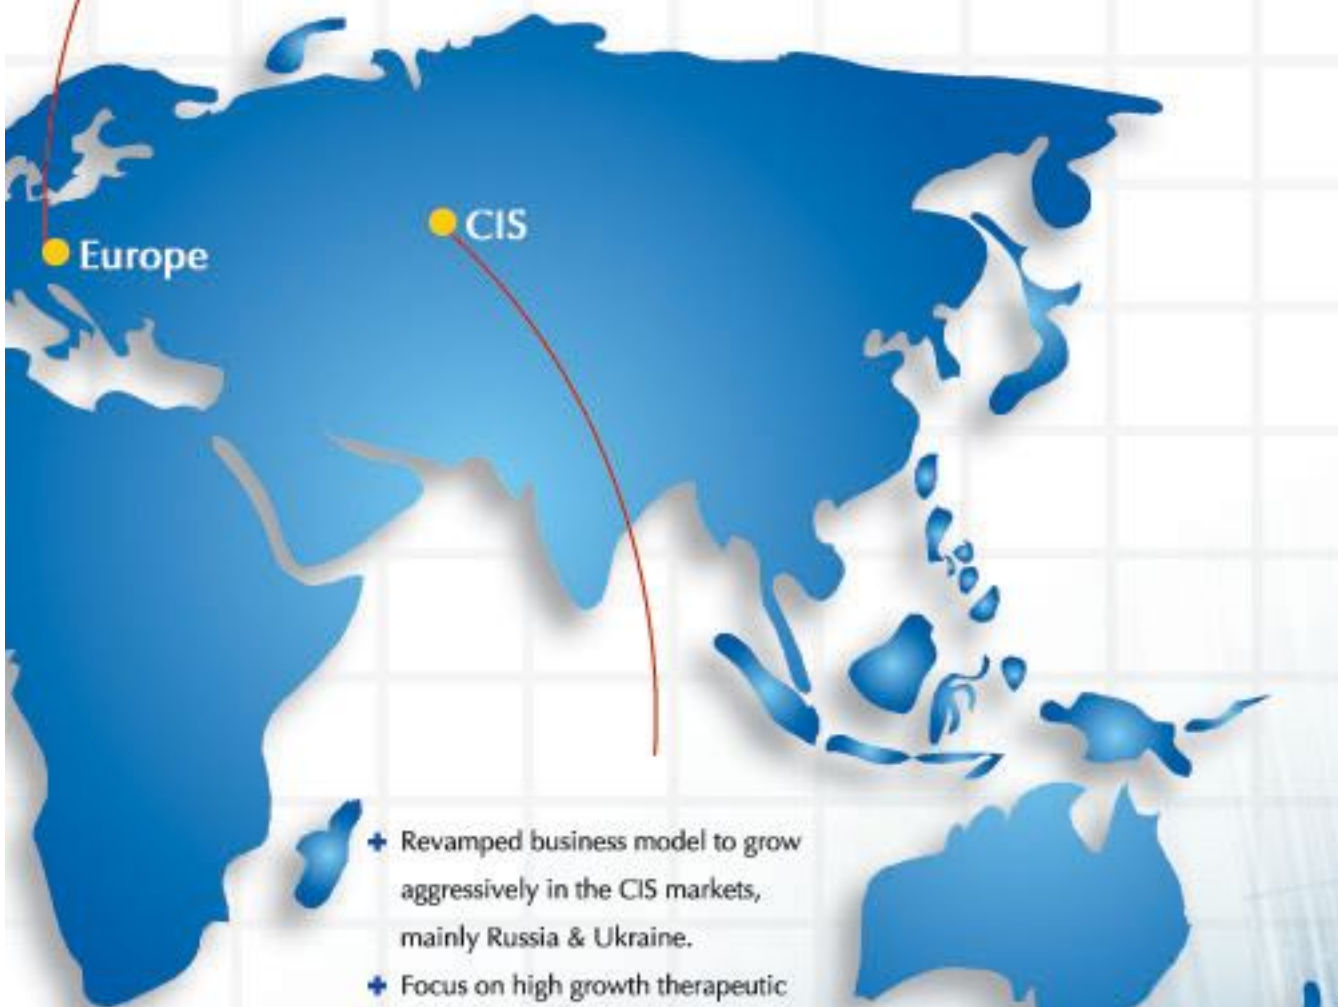 CIS
Europe
✚ Revamped business model to grow
aggressively in the CIS markets,
mainly Russia & Ukraine.
✚ Focus on high growth therapeutic